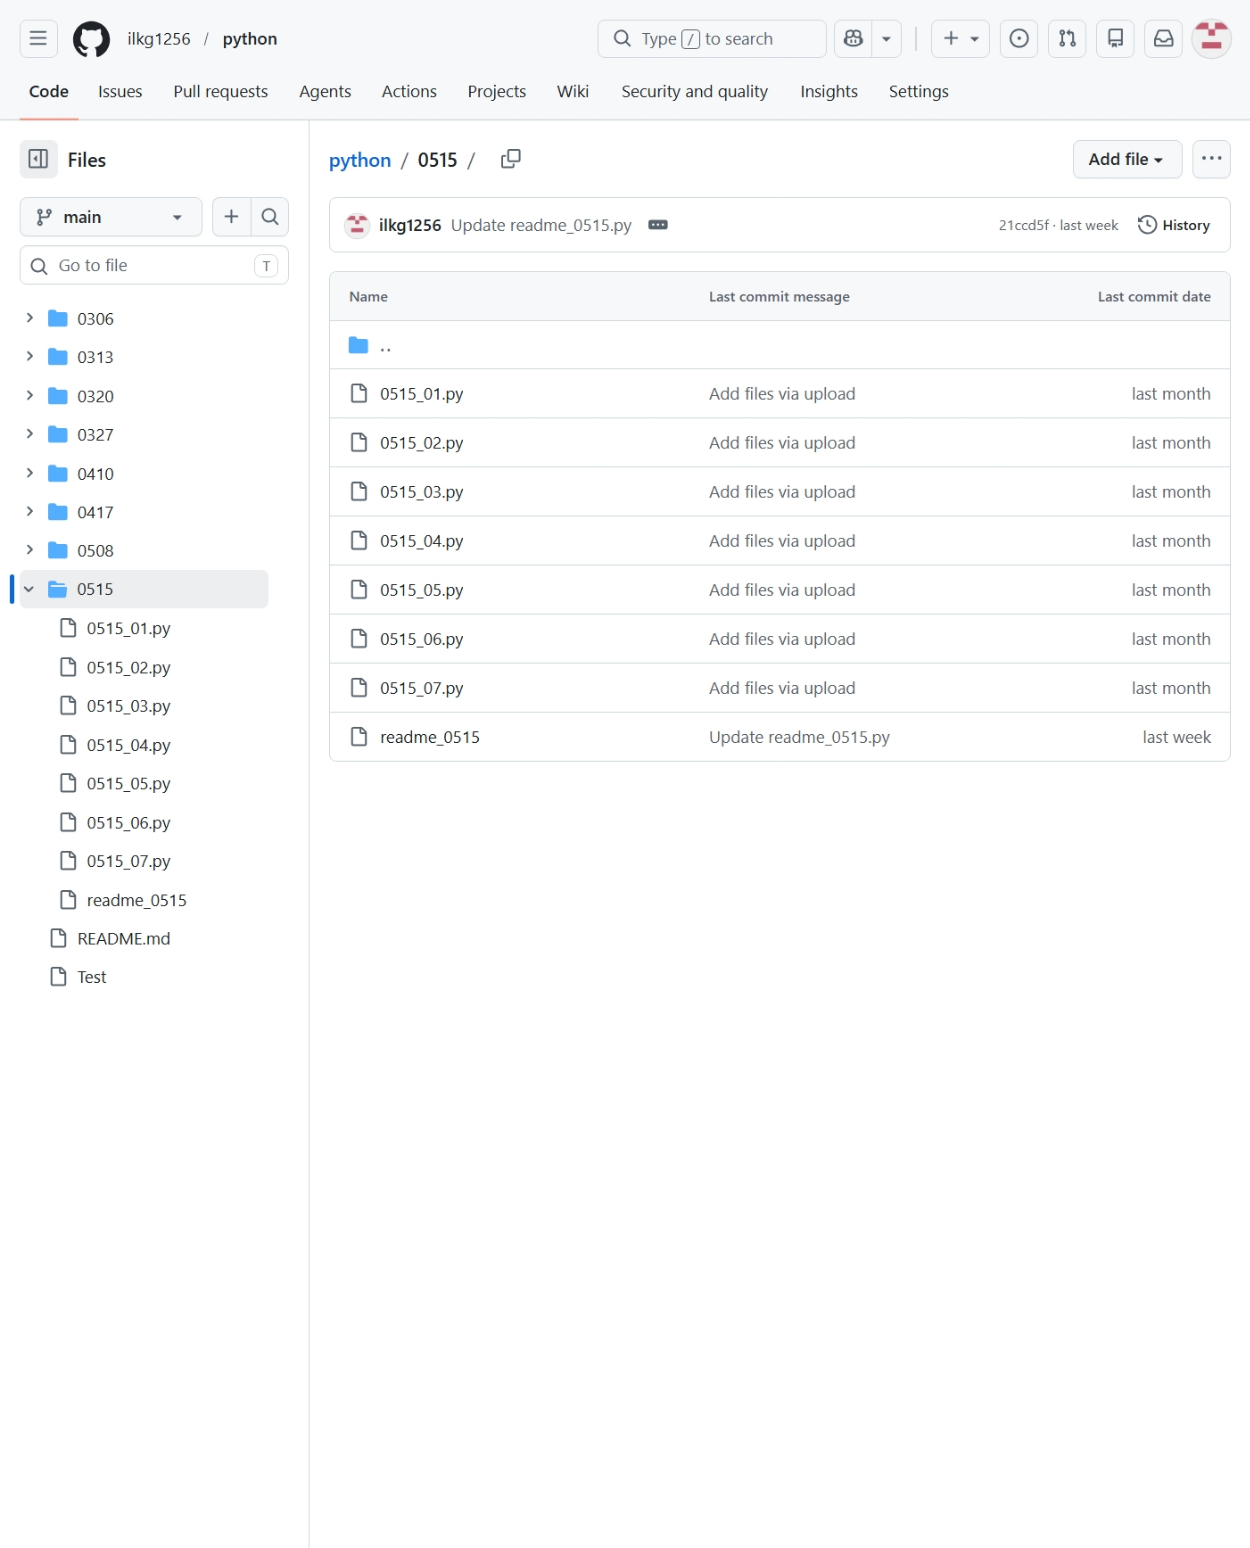 ilkg1256 / python
Type / to search
Code Issues Pull requests Agents Actions Projects Wiki Security and quality Insights Settings
Files
main
Go to file T
0306
0313
0320
0327
0410
0417
0508
0515
0515_01.py
0515_02.py
0515_03.py
0515_04.py
0515_05.py
0515_06.py
0515_07.py
readme_0515
README.md
Test
python / 0515 /
Add file
ilkg1256 Update readme_0515.py 21ccd5f · last week History
Name Last commit message Last commit date
..
0515_01.py Add files via upload last month
0515_02.py Add files via upload last month
0515_03.py Add files via upload last month
0515_04.py Add files via upload last month
0515_05.py Add files via upload last month
0515_06.py Add files via upload last month
0515_07.py Add files via upload last month
readme_0515 Update readme_0515.py last week